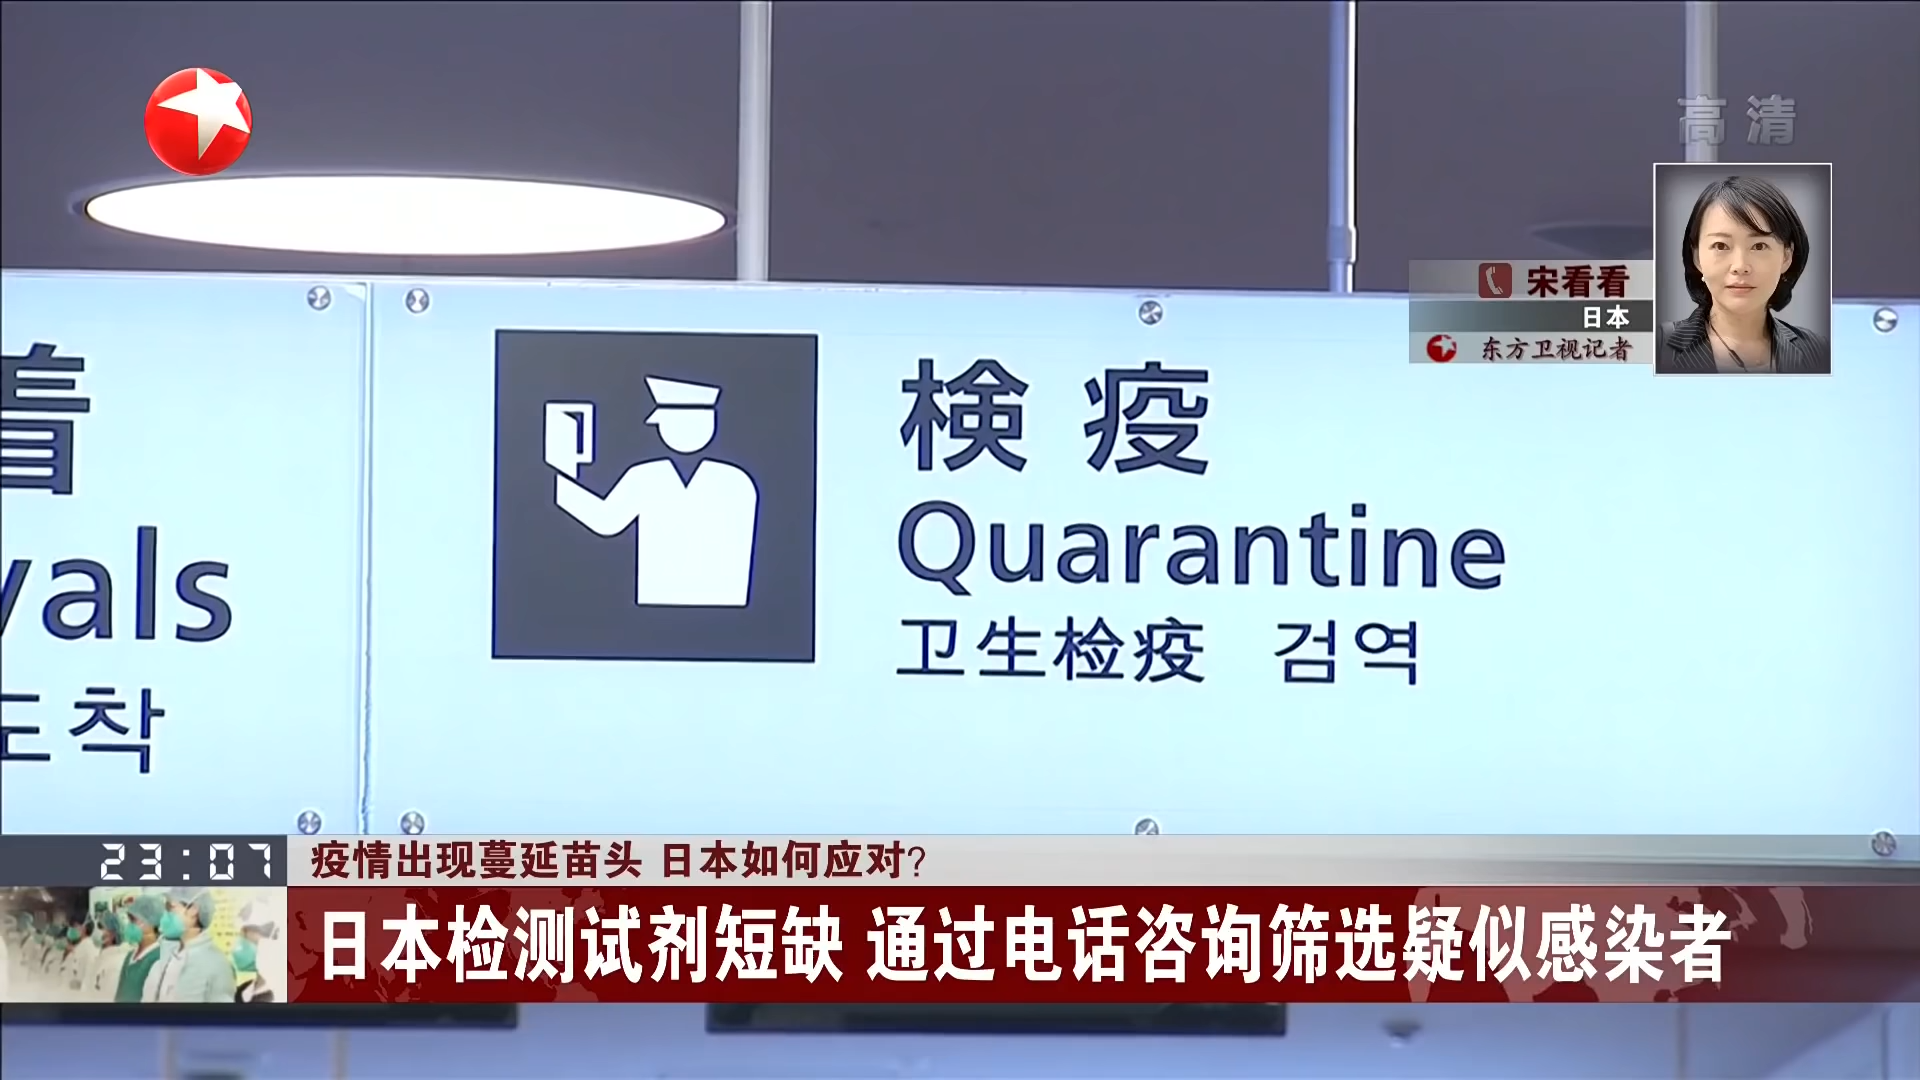 高清
宋看看
日本
东方卫视记者
着
vals
도착
検疫
Quarantine
卫生检疫 검역
23:07
疫情出现蔓延苗头 日本如何应对?
日本检测试剂短缺 通过电话咨询筛选疑似感染者